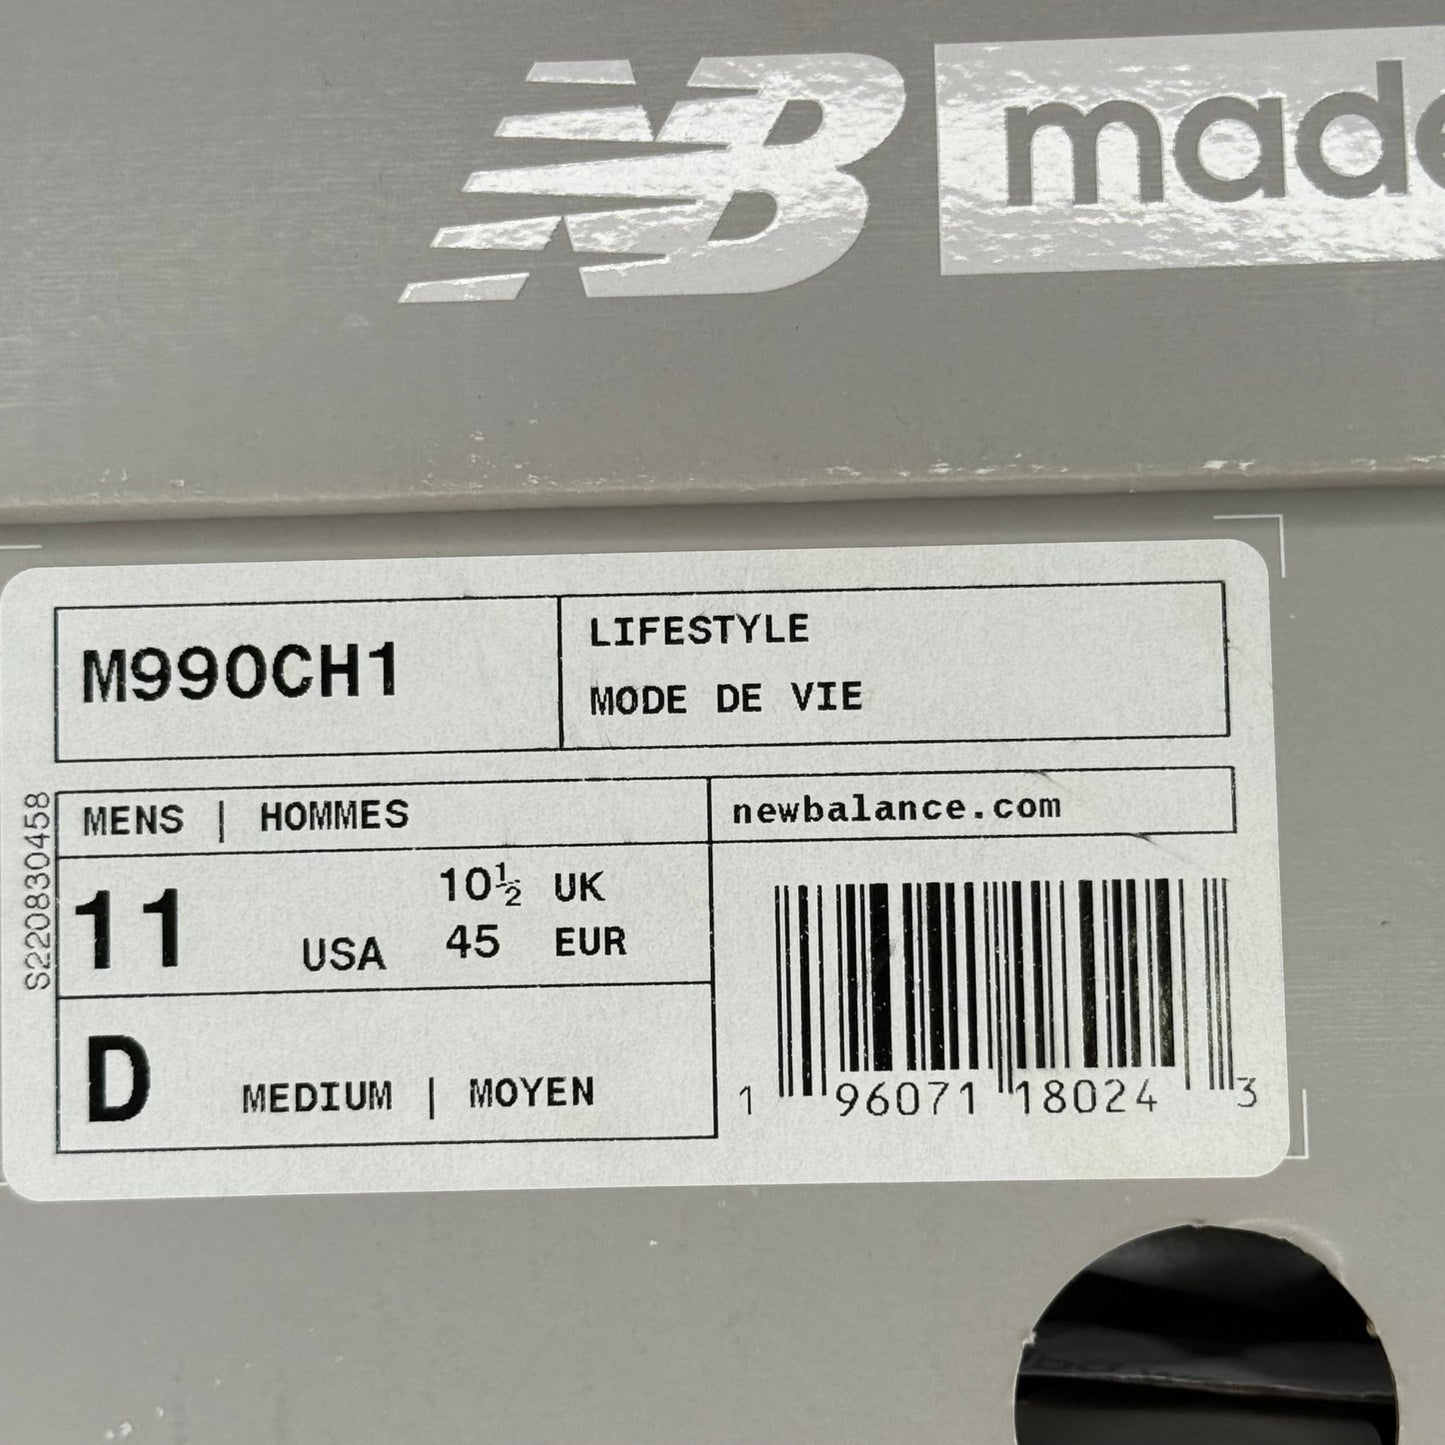 NB made
M990CH1
LIFESTYLE
MODE DE VIE
S220830458
MENS | HOMMES
newbalance.com
11 USA
10½ UK
45 EUR
D MEDIUM | MOYEN
1 96071 18024 3